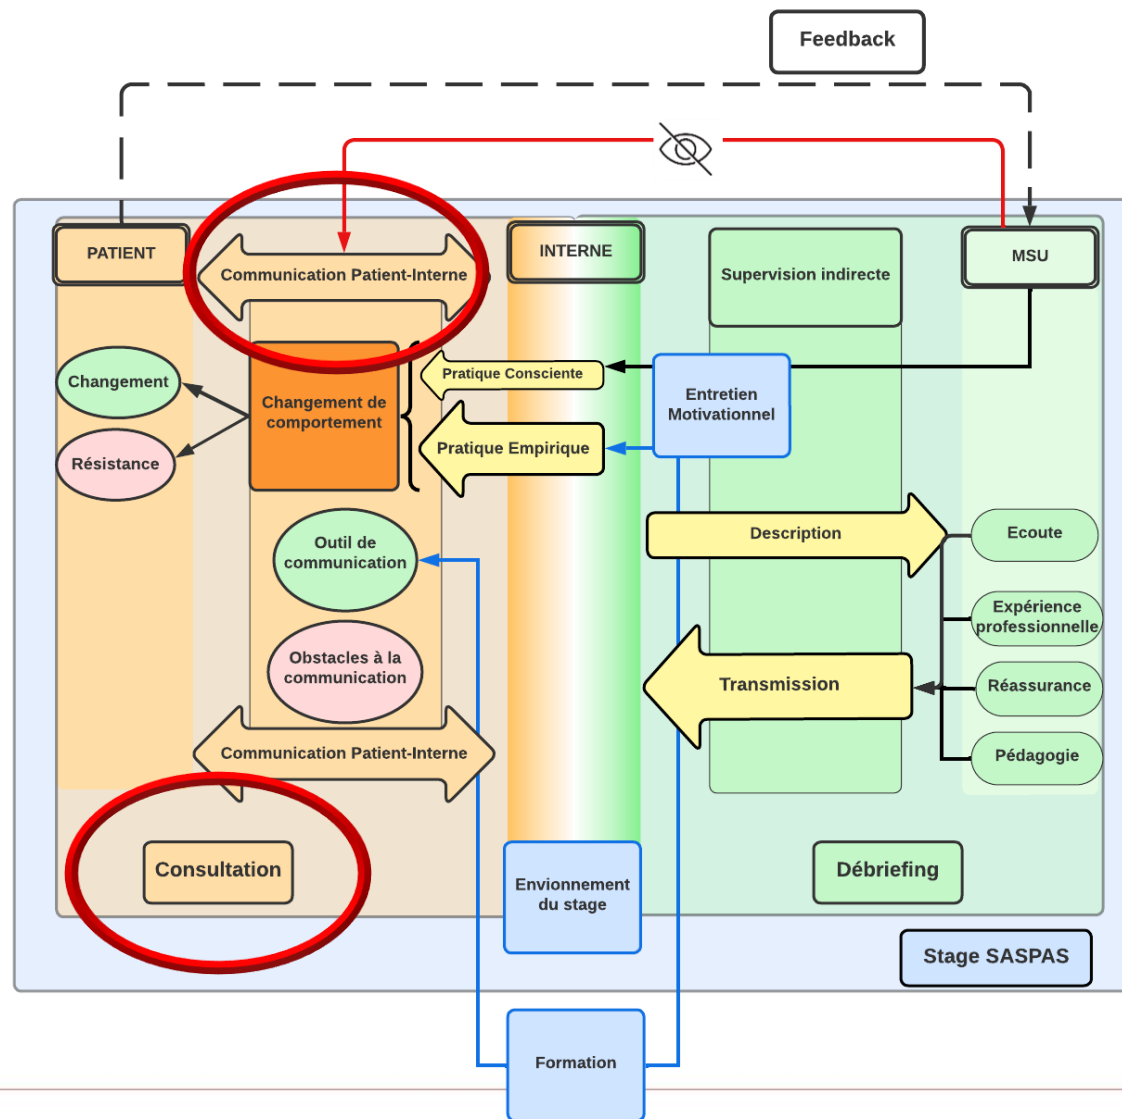 Feedback
PATIENT
Communication Patient-Interne
INTERNE
Supervision indirecte
MSU
Changement
Résistance
Changement de
comportement
Pratique Consciente
Pratique Empirique
Entretien
Motivationnel
Outil de
communication
Obstacles à la
communication
Description
Transmission
Ecoute
Expérience
professionnelle
Réassurance
Pédagogie
Communication Patient-Interne
Consultation
Envionnement
du stage
Débriefing
Stage SASPAS
Formation